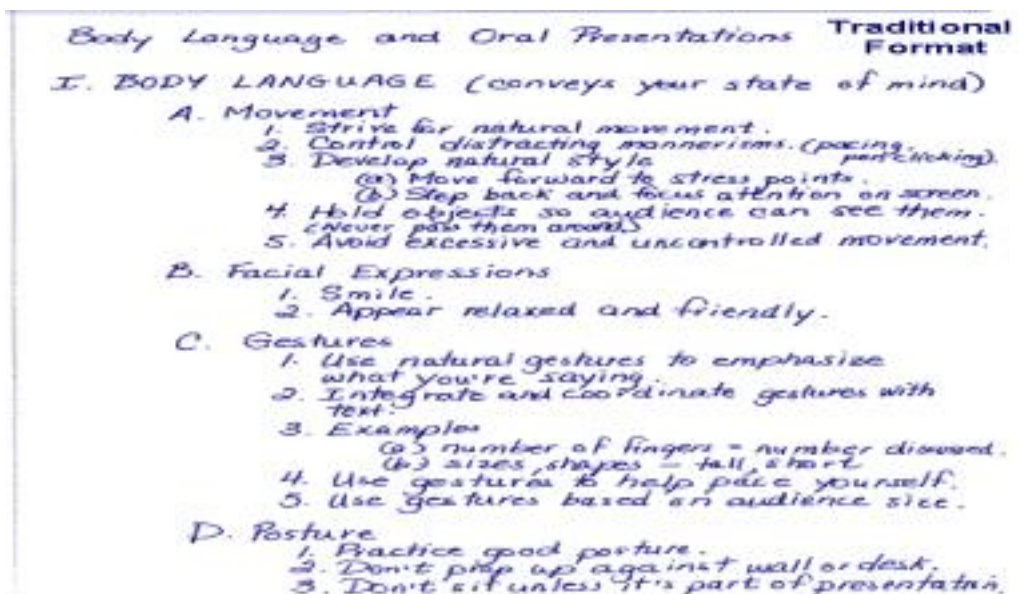 Body Language and Oral Presentations
Traditional
Format
I. BODY LANGUAGE (conveys your state of mind)
A. Movement
1. Strive for natural movement.
2. Control distracting mannerisms. (pacing,
pen clicking).
3. Develop natural style
(a) Move forward to stress points.
(b) Step back and focus attention on screen.
4. Hold objects so audience can see them.
(Never pass them around)
5. Avoid excessive and uncontrolled movement.
B. Facial Expressions
1. Smile.
2. Appear relaxed and friendly.
C. Gestures
1. Use natural gestures to emphasize
what you're saying.
2. Integrate and coordinate gestures with
text.
3. Examples
(a) number of fingers = number discussed.
(b) sizes, shapes - tall, short
4. Use gestures to help pace yourself.
5. Use gestures based on audience size.
D. Posture
1. Practice good posture.
2. Don't prop up against wall or desk.
3. Don't sit unless it's part of presentation.